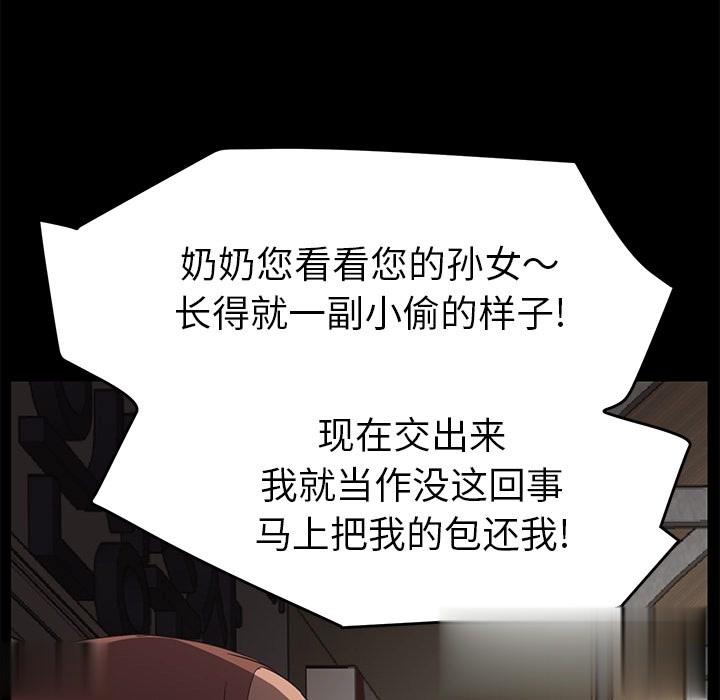 奶奶您看看您的孙女～
长得就一副小偷的样子!
现在交出来
我就当作没这回事
马上把我的包还我!